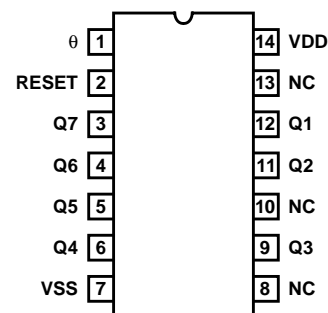 θ 1 14 VDD
RESET 2 13 NC
Q7 3 12 Q1
Q6 4 11 Q2
Q5 5 10 NC
Q4 6 9 Q3
VSS 7 8 NC